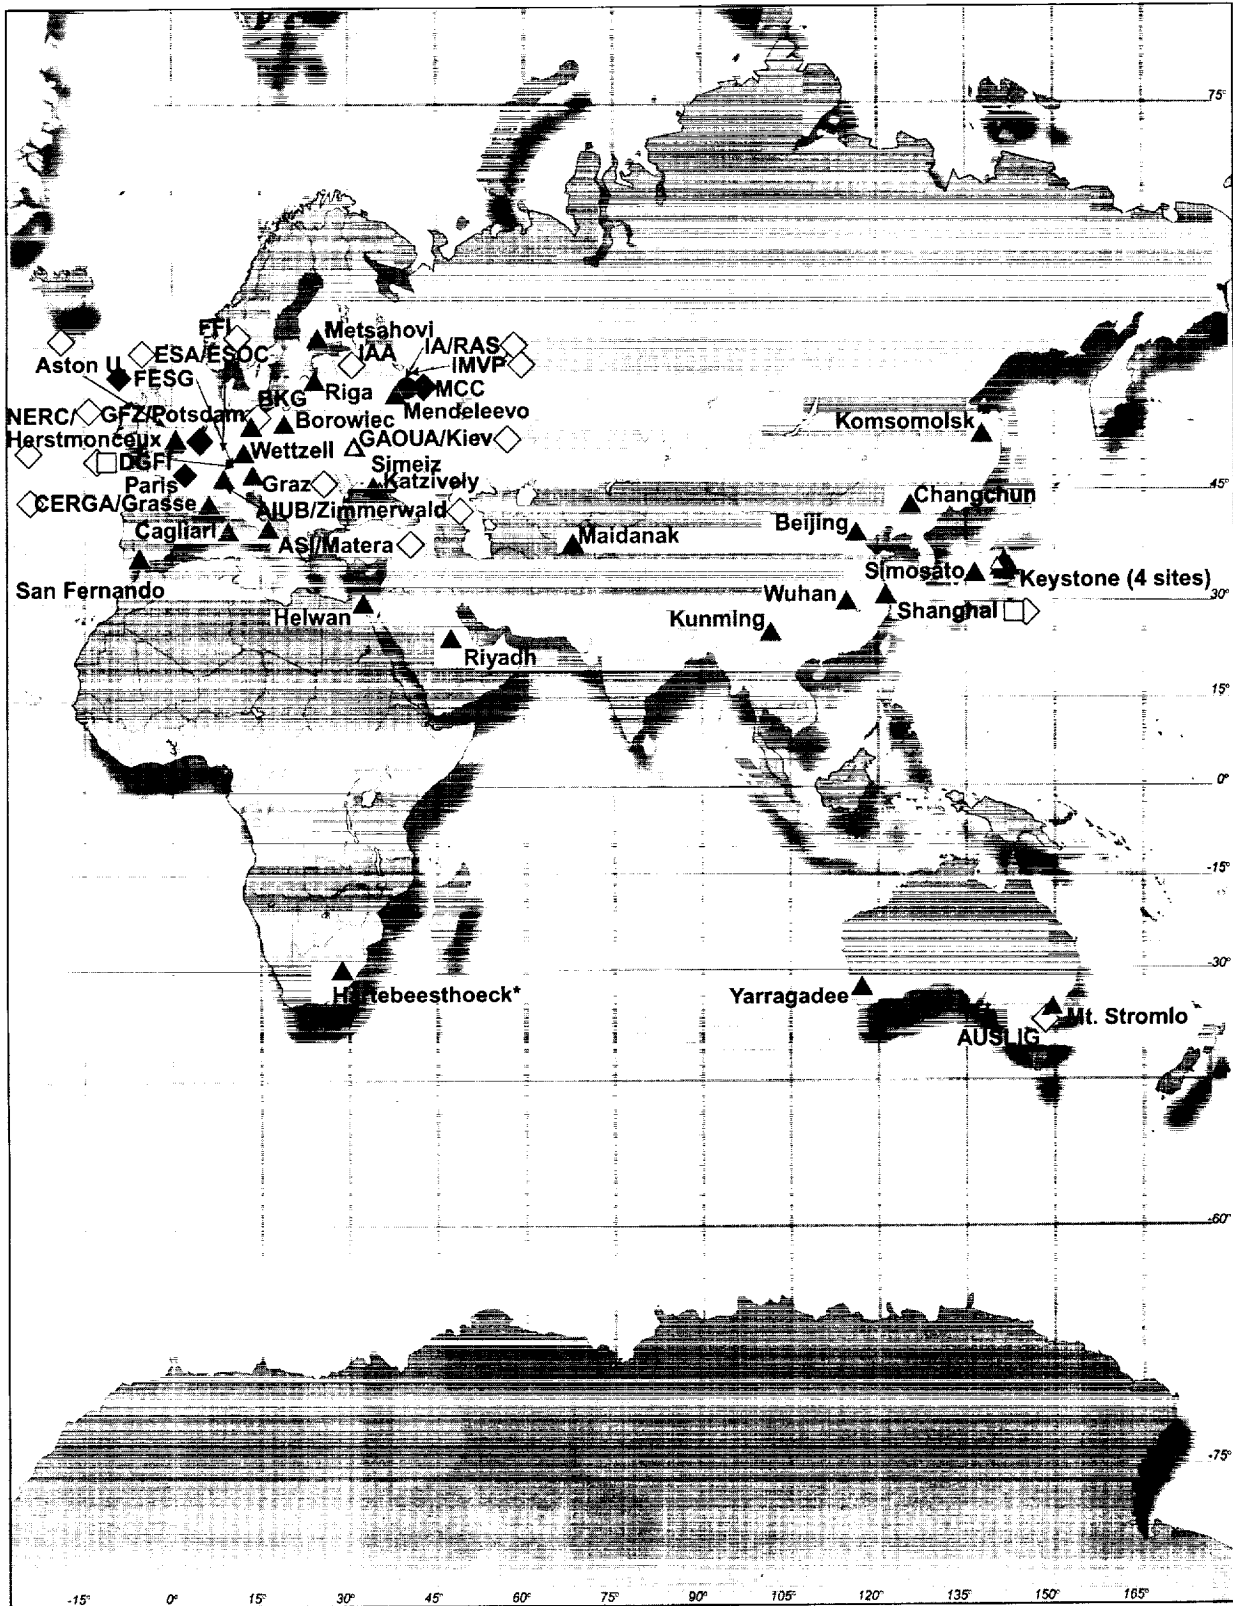 75°
FFI
Metsahovi
IA/RAS
Aston U.
ESA/ESOC
IAA
IMVP
FESG
MCC
BKG
Riga
Mendeleevo
NERC/
GFZ/Potsdam
Borowiec
Komsomolsk
Herstmonceux
GAOUA/Kiev
DGFI
Wettzell
Simeiz
45°
Paris
Graz
Katzively
CERGA/Grasse
AIUB/Zimmerwald
Changchun
Cagliari
Beijing
ASI/Matera
Maidanak
Simosato
Keystone (4 sites)
San Fernando
Wuhan
30°
Helwan
Kunming
Shanghai
Riyadh
15°
0°
-15°
-30°
Hartebeesthoeck*
Yarragadee
Mt. Stromlo
AUSLIG
-60°
-75°
-15° 0° 15° 30° 45° 60° 75° 90° 105° 120° 135° 150° 165°